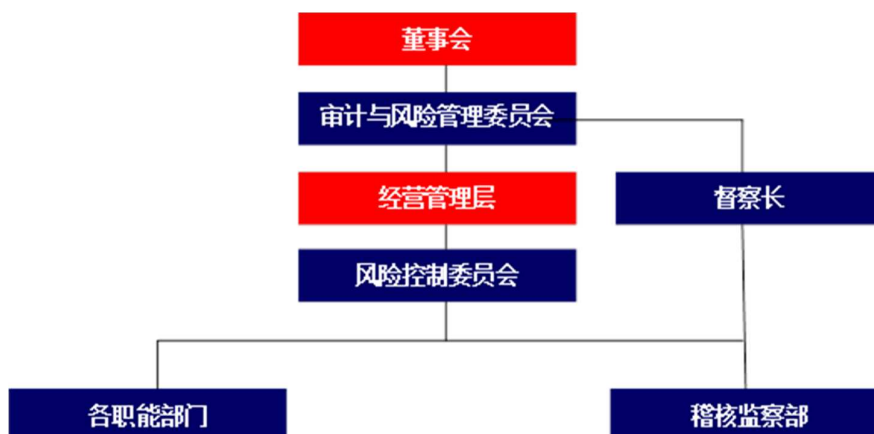 董事会
审计与风险管理委员会
经营管理层
督察长
风险控制委员会
各职能部门
稽核监察部